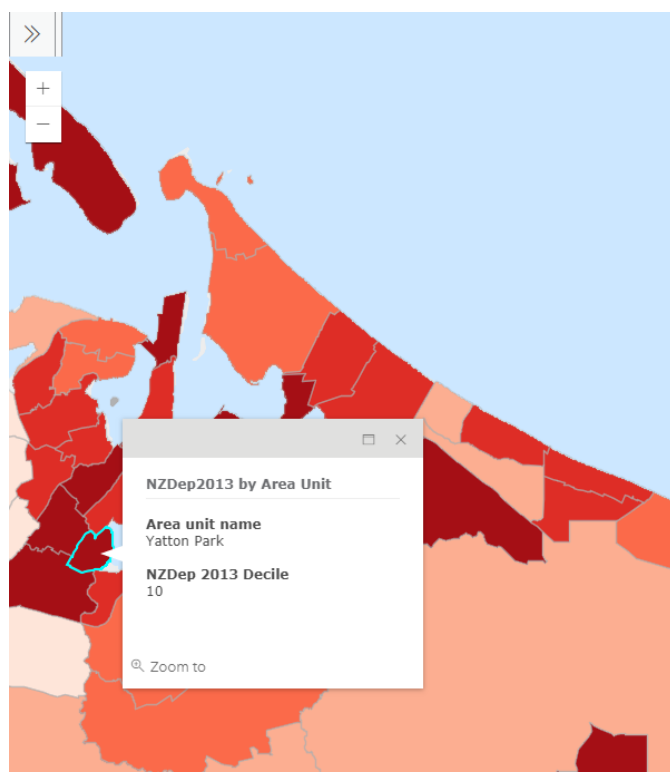 NZDep2013 by Area Unit
Area unit name
Yatton Park
NZDep 2013 Decile
10
Zoom to